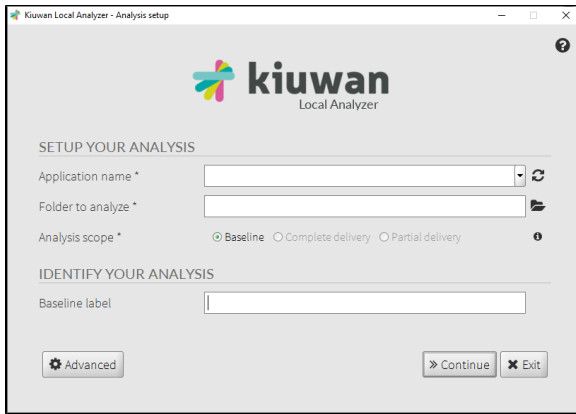 Kiuwan Local Analyzer - Analysis setup
kiuwan
Local Analyzer
SETUP YOUR ANALYSIS
Application name *
Folder to analyze *
Analysis scope * Baseline Complete delivery Partial delivery
IDENTIFY YOUR ANALYSIS
Baseline label
Advanced Continue Exit